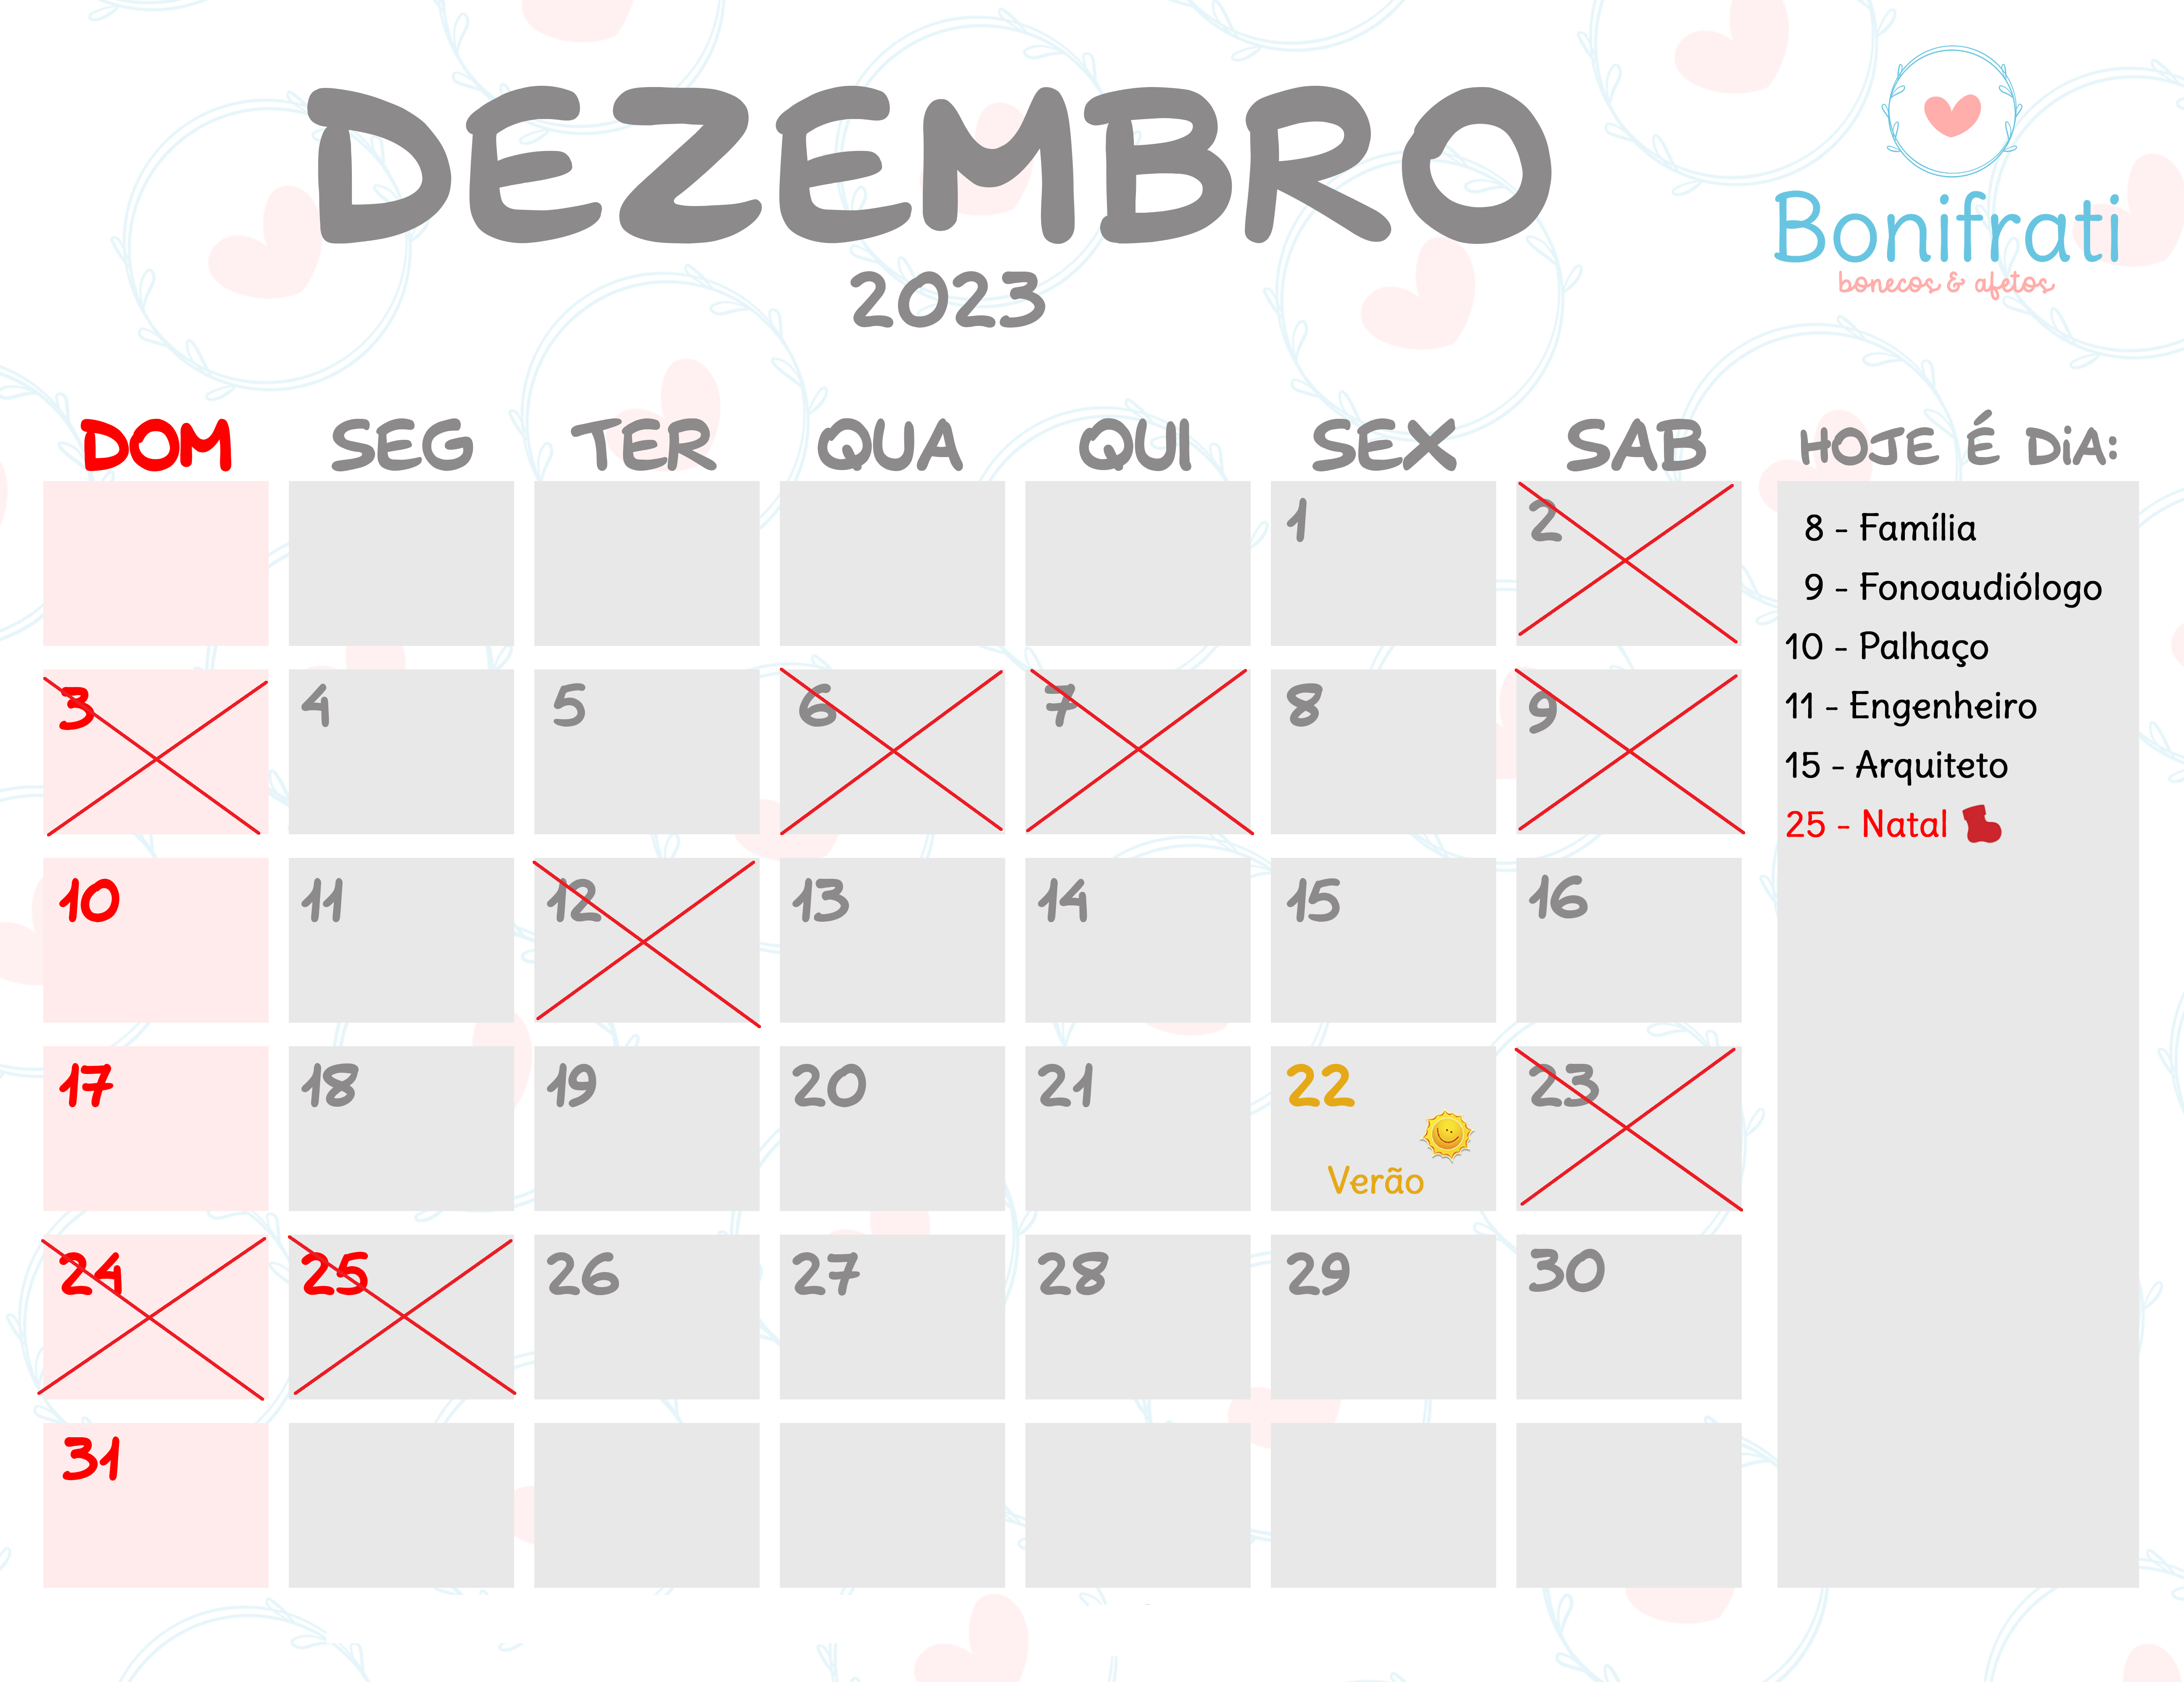 DEZEMBRO
2023
Bonifrati
bonecos & afetos
DOM SEG TER QUA QUI SEX SAB
1 2
3 4 5 6 7 8 9
10 11 12 13 14 15 16
17 18 19 20 21 22 23
Verão
24 25 26 27 28 29 30
31
HOJE É DiA:
8 - Família
9 - Fonoaudiólogo
10 - Palhaço
11 - Engenheiro
15 - Arquiteto
25 - Natal